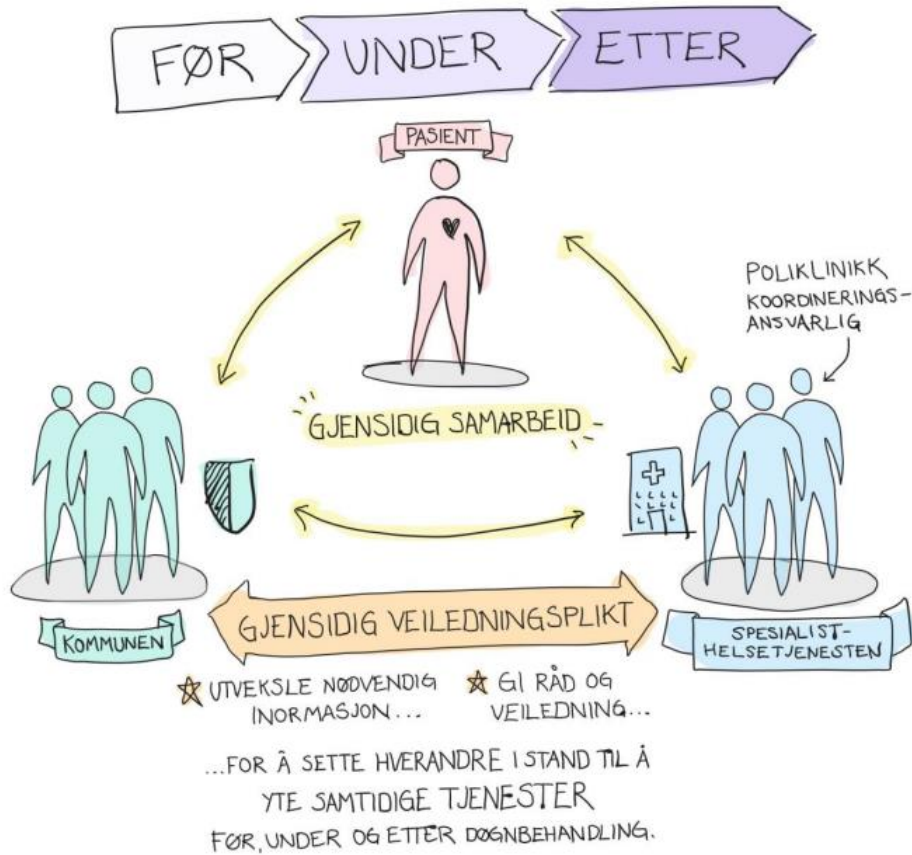 FØR
UNDER
ETTER
PASIENT
POLIKLINIKK
KOORDINERINGS-
ANSVARLIG
GJENSIDIG SAMARBEID
KOMMUNEN
GJENSIDIG VEILEDNINGSPLIKT
SPESIALIST-
HELSETJENESTEN
UTVEKSLE NØDVENDIG
INORMASJON...
GI RÅD OG
VEILEDNING...
...FOR Å SETTE HVERANDRE I STAND TIL Å
YTE SAMTIDIGE TJENESTER
FØR, UNDER OG ETTER DØGNBEHANDLING.